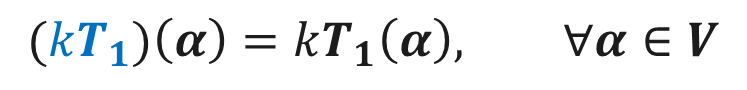 (kT₁)(α) = kT₁(α), ∀α ∈ V